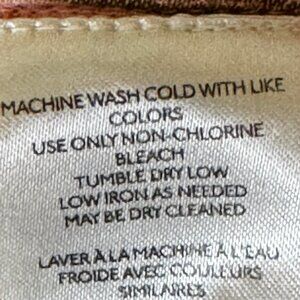 MACHINE WASH COLD WITH LIKE
COLORS
USE ONLY NON-CHLORINE
BLEACH
TUMBLE DRY LOW
LOW IRON AS NEEDED
MAY BE DRY CLEANED
LAVER À LA MACHINE À L'EAU
FROIDE AVEC COULEURS
SIMILAIRES